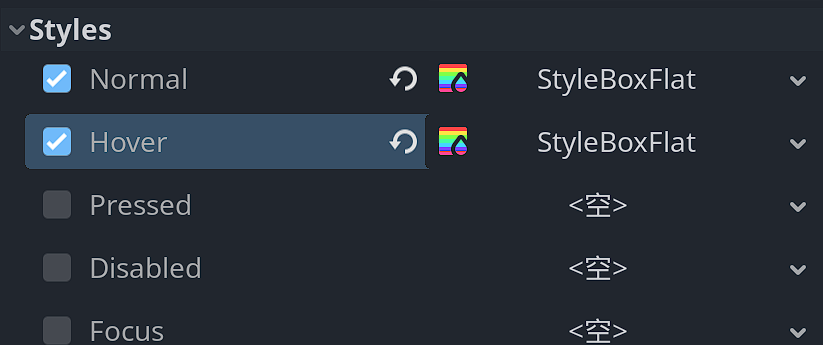 Styles
Normal StyleBoxFlat
Hover StyleBoxFlat
Pressed <空>
Disabled <空>
Focus <空>